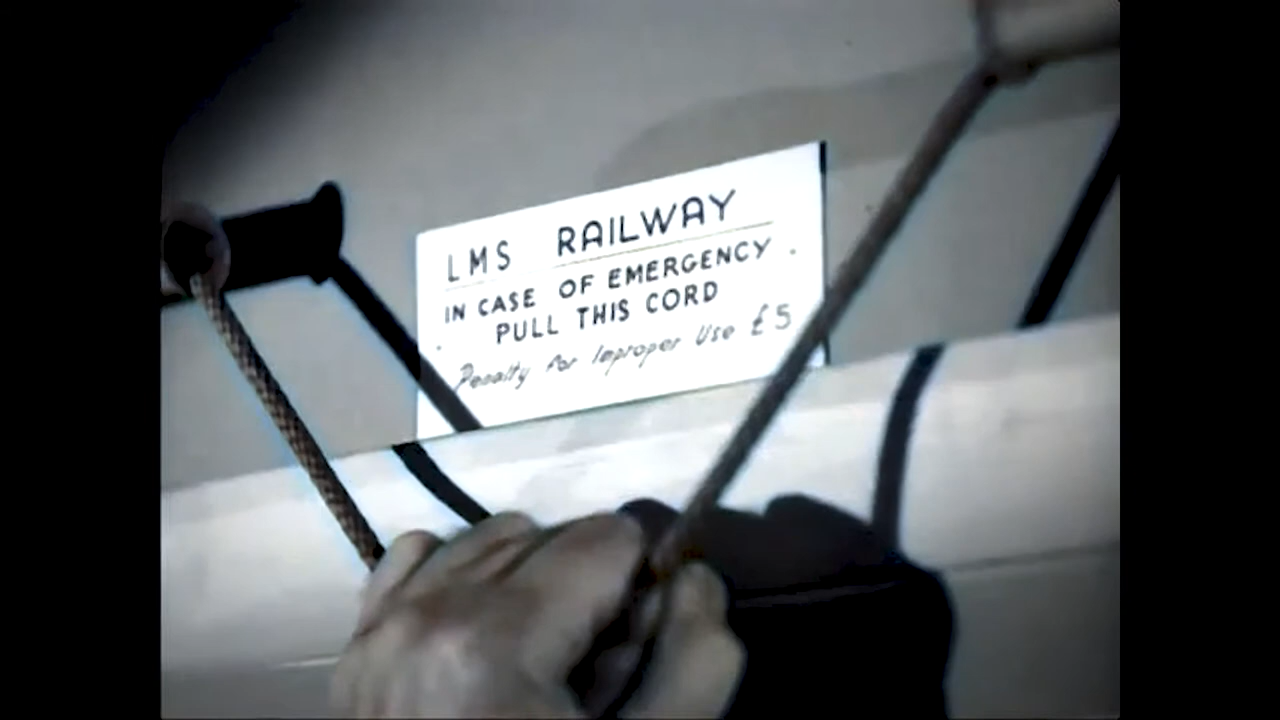 LMS RAILWAY
IN CASE OF EMERGENCY
PULL THIS CORD
Penalty for Improper Use £5